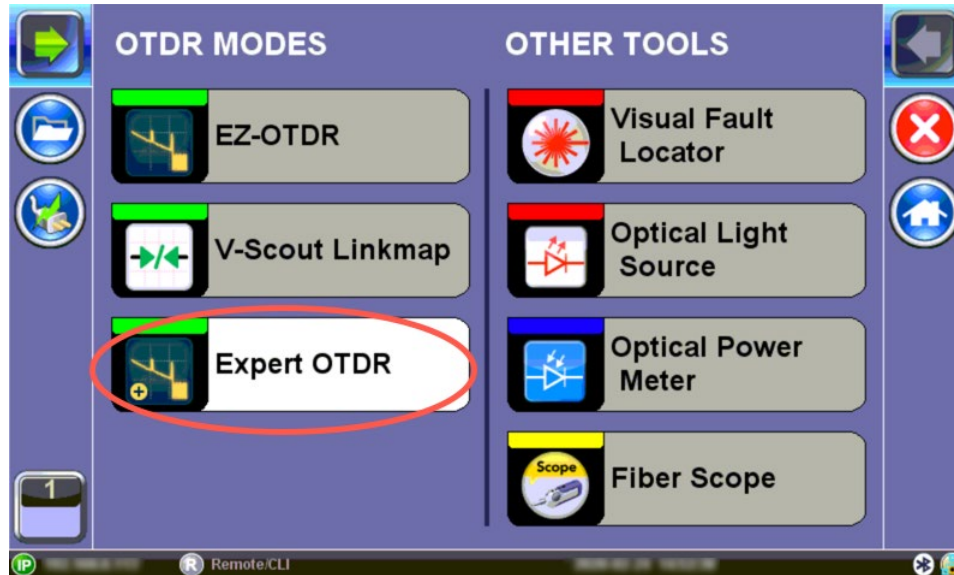 OTDR MODES
EZ-OTDR
V-Scout Linkmap
Expert OTDR
OTHER TOOLS
Visual Fault
Locator
Optical Light
Source
Optical Power
Meter
Scope
Fiber Scope
1
IP
R Remote/CLI